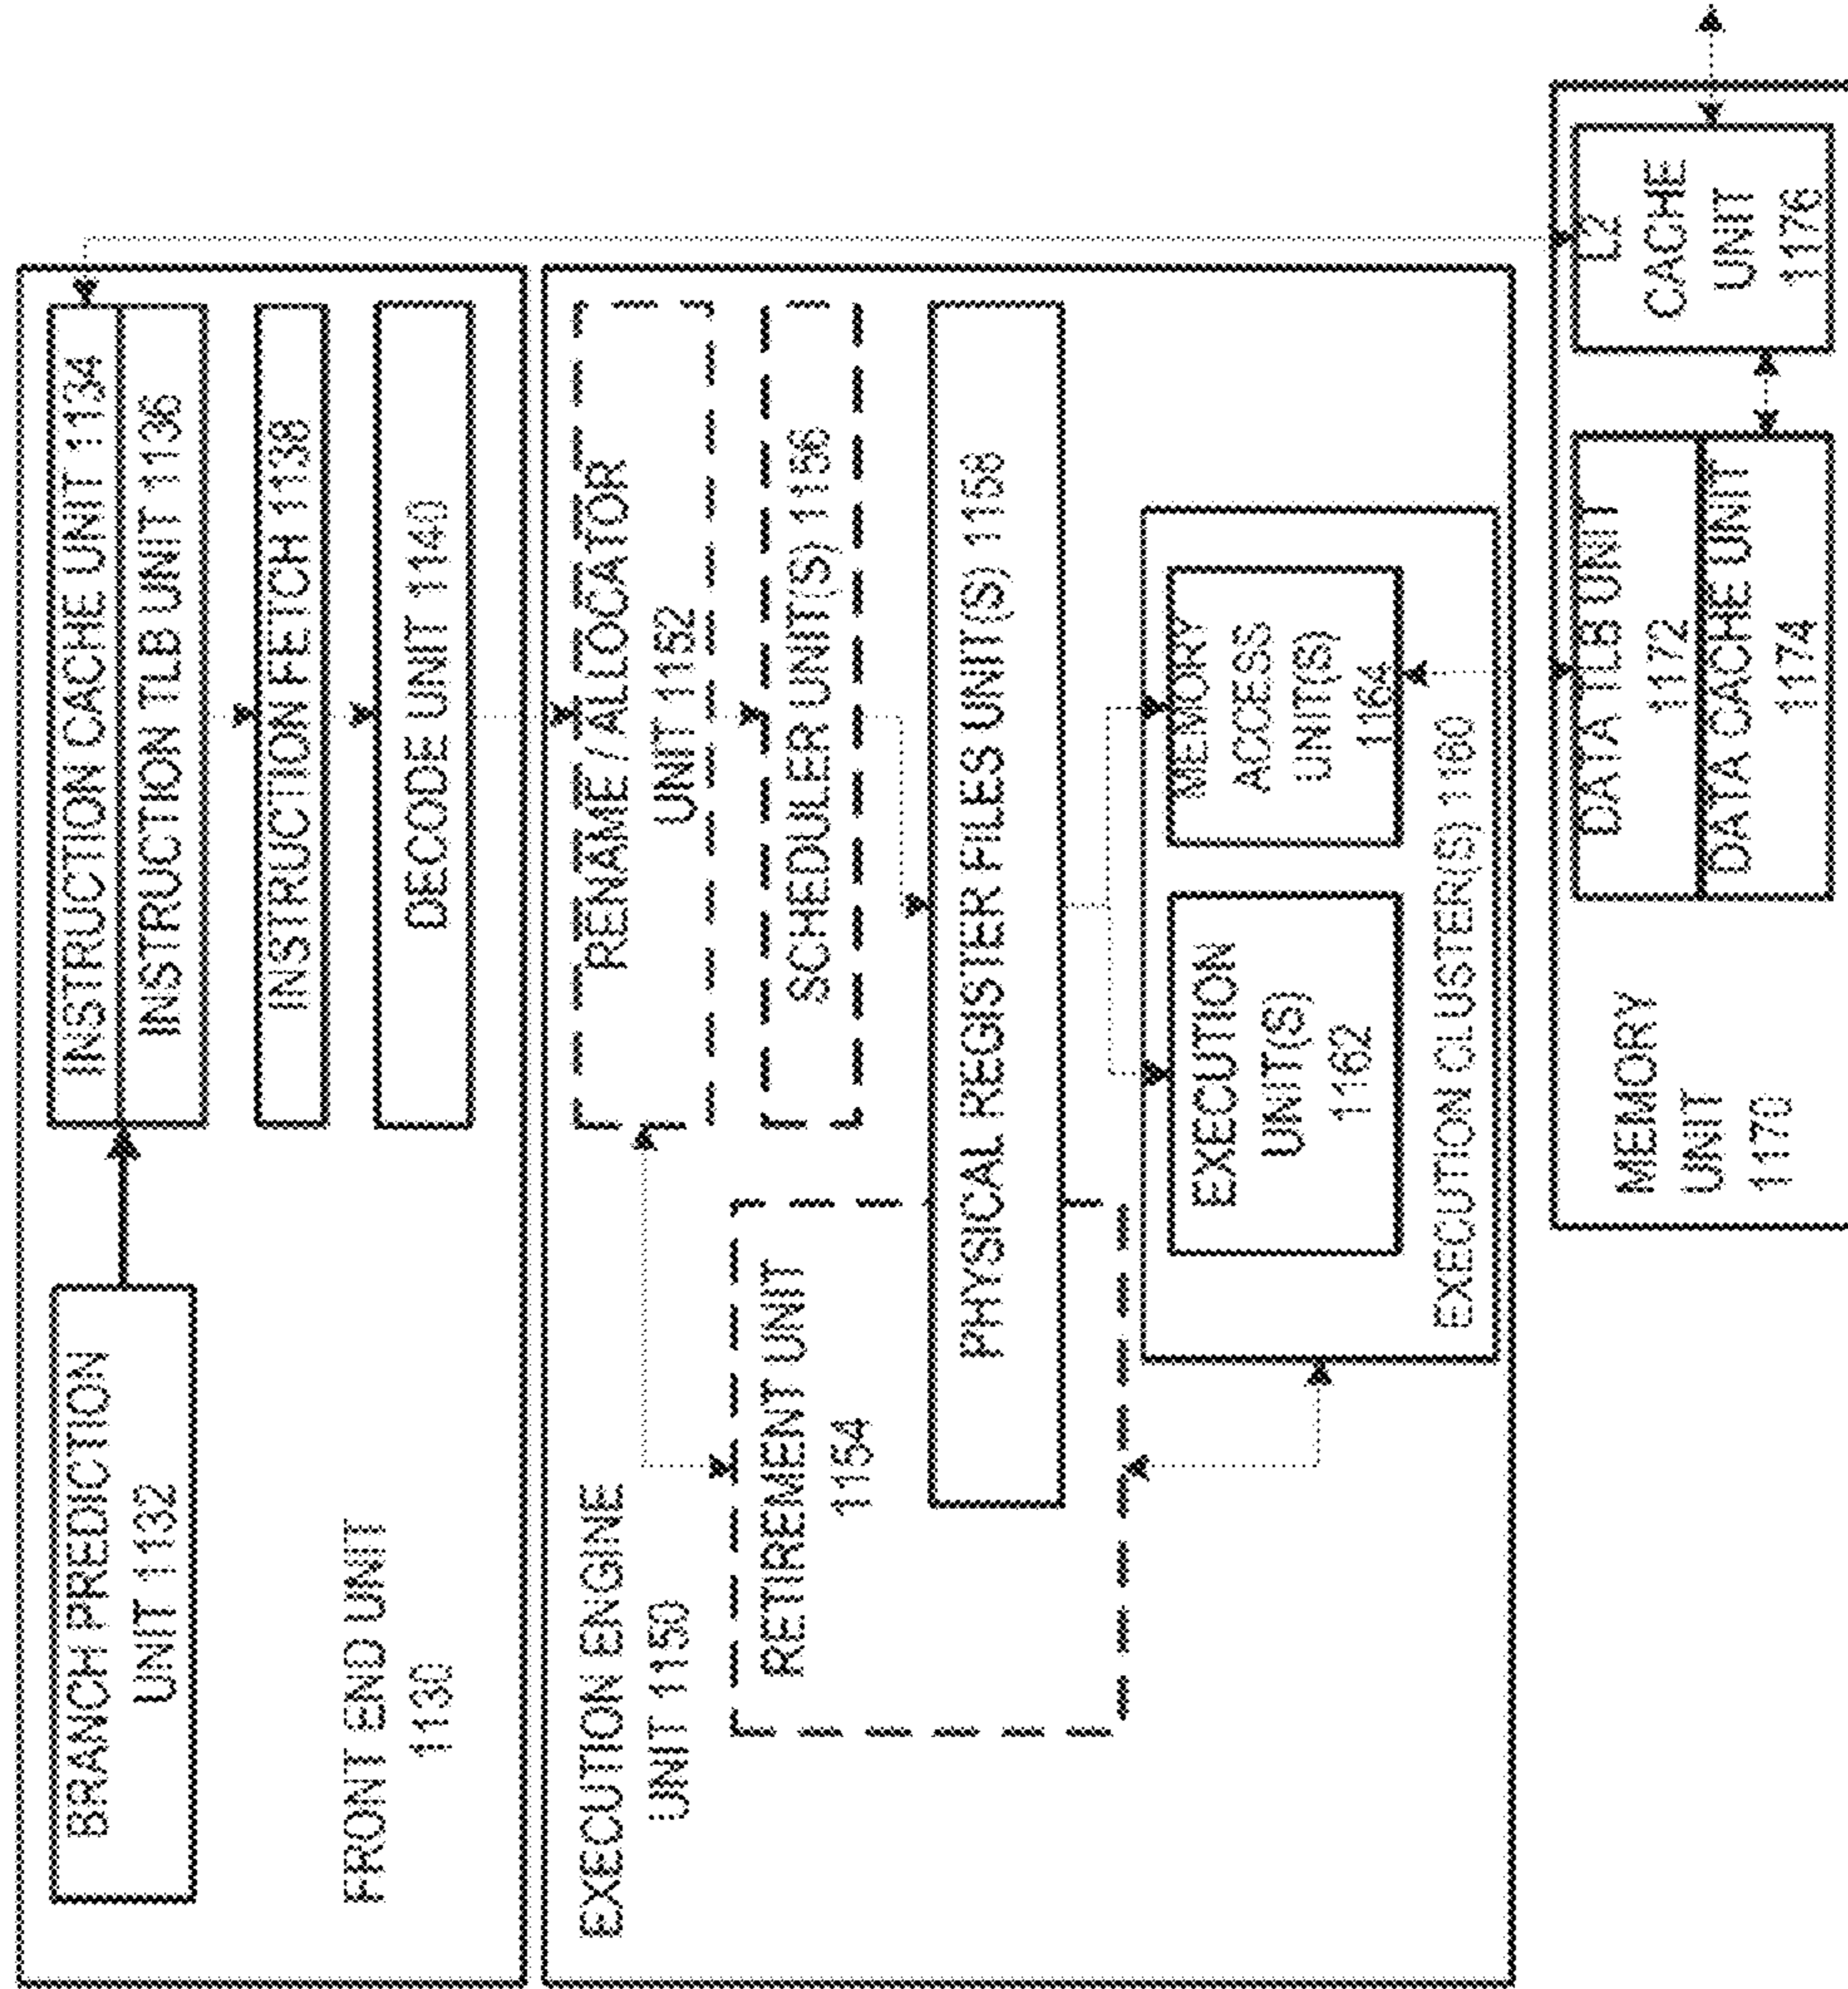 BRANCH PREDICTION
UNIT 1132
INSTRUCTION CACHE UNIT 1134
INSTRUCTION TLB UNIT 1136
INSTRUCTION FETCH 1138
DECODE UNIT 1140
FRONT END UNIT
1130
EXECUTION ENGINE
UNIT 1150
RENAME / ALLOCATOR
UNIT 1152
RETIREMENT UNIT
1154
SCHEDULER UNIT(S) 1156
PHYSICAL REGISTER FILES UNIT(S) 1158
EXECUTION
UNIT(S)
1162
MEMORY
ACCESS
UNIT(S)
1164
EXECUTION CLUSTER(S) 1160
MEMORY
UNIT
1170
DATA TLB UNIT
1172
DATA CACHE UNIT
1174
L2
CACHE
UNIT
1176